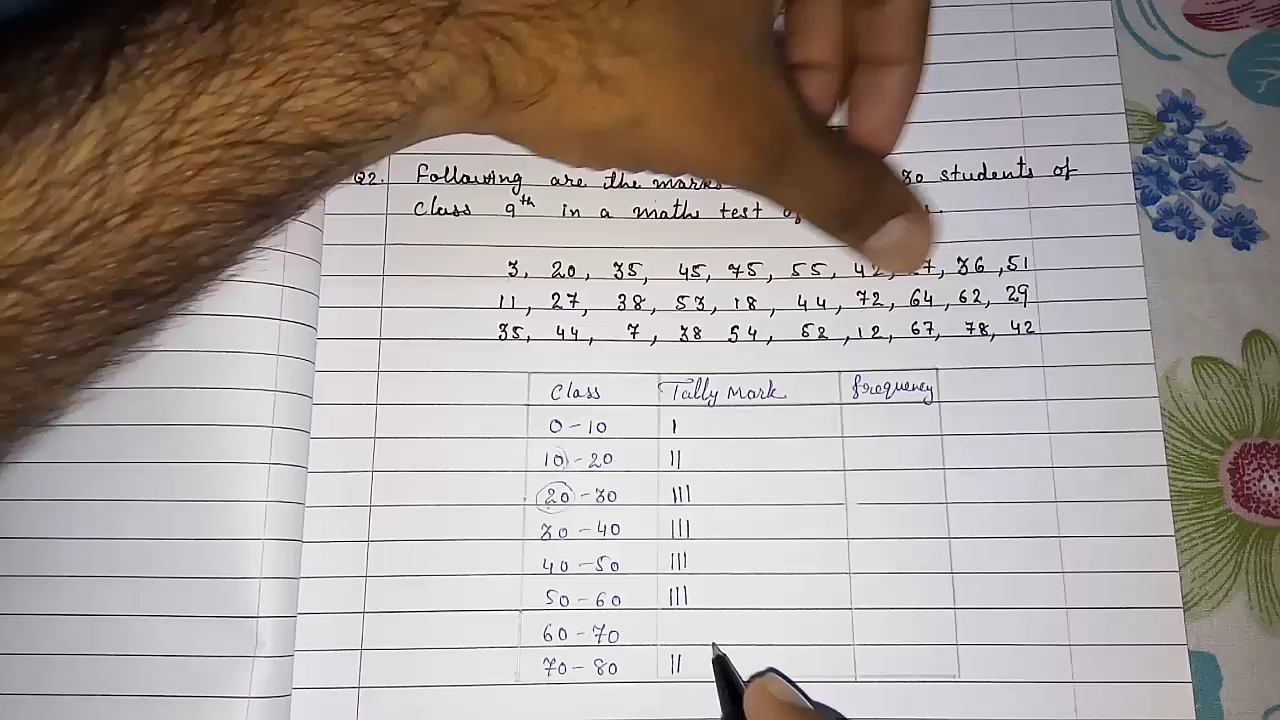 Q2. Following are the marks 30 students of
class 9th in a maths test of
3, 20, 35, 45, 75, 55, 42, 36, 51
11, 27, 38, 53, 18, 44, 72, 64, 62, 29
35, 44, 7, 38 54, 52, 12, 67, 78, 42
Class Tally Mark frequency
0-10 |
10-20 ||
20-30 |||
30-40 |||
40-50 |||
50-60 |||
60-70
70-80 ||